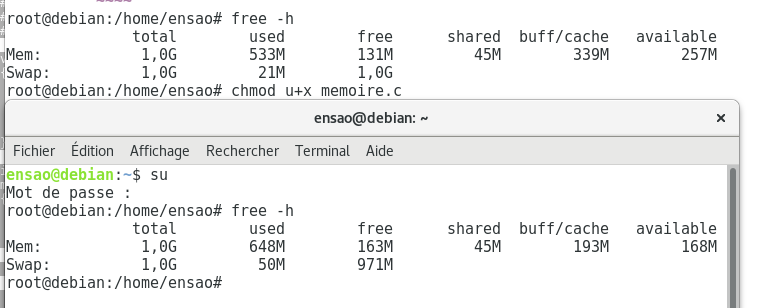 root@debian:/home/ensao# free -h
              total        used        free      shared  buff/cache   available
Mem:           1,0G        533M        131M         45M        339M        257M
Swap:          1,0G         21M        1,0G
root@debian:/home/ensao# chmod u+x memoire.c
ensao@debian: ~
Fichier Édition Affichage Rechercher Terminal Aide
ensao@debian:~$ su
Mot de passe :
root@debian:/home/ensao# free -h
              total        used        free      shared  buff/cache   available
Mem:           1,0G        648M        163M         45M        193M        168M
Swap:          1,0G         50M        971M
root@debian:/home/ensao#